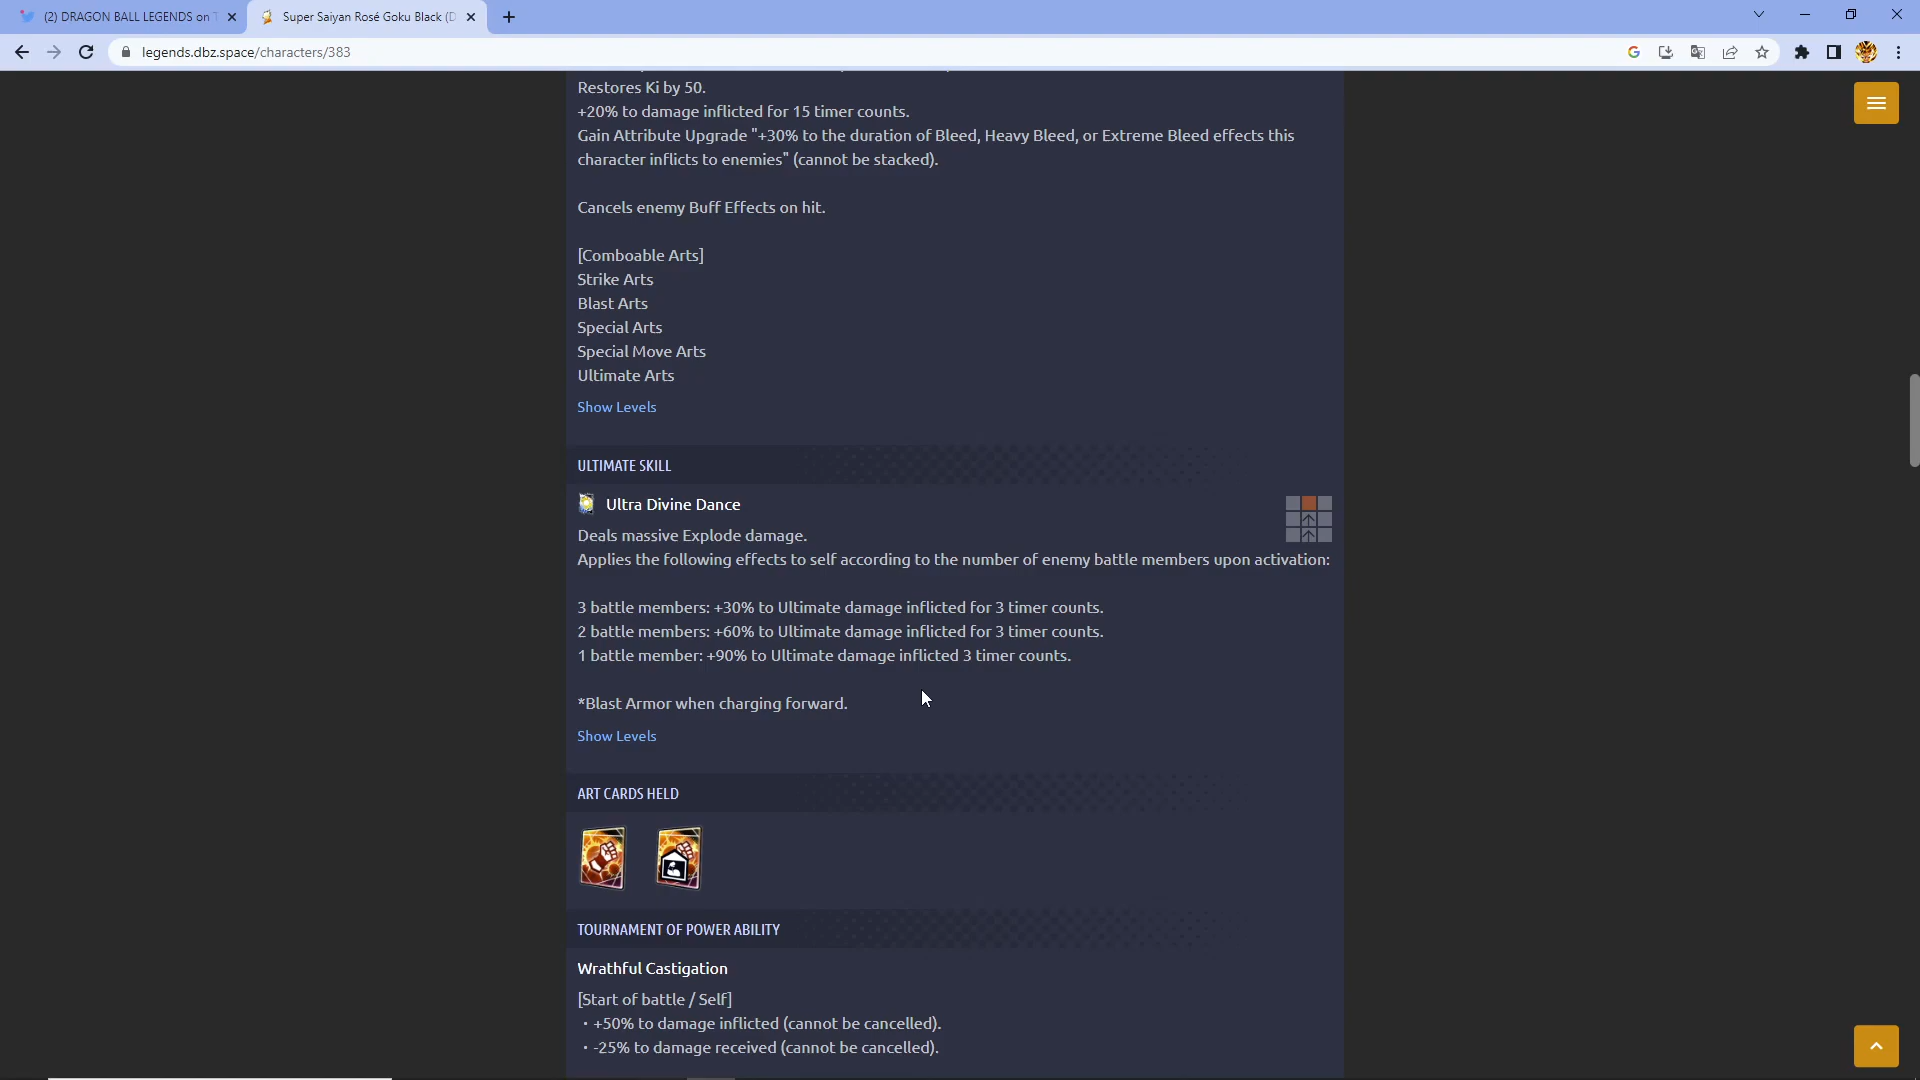 (2) DRAGON BALL LEGENDS on T
Super Saiyan Rosé Goku Black (D
legends.dbz.space/characters/383
Restores Ki by 50.
+20% to damage inflicted for 15 timer counts.
Gain Attribute Upgrade "+30% to the duration of Bleed, Heavy Bleed, or Extreme Bleed effects this
character inflicts to enemies" (cannot be stacked).
Cancels enemy Buff Effects on hit.
[Comboable Arts]
Strike Arts
Blast Arts
Special Arts
Special Move Arts
Ultimate Arts
Show Levels
ULTIMATE SKILL
Ultra Divine Dance
Deals massive Explode damage.
Applies the following effects to self according to the number of enemy battle members upon activation:
3 battle members: +30% to Ultimate damage inflicted for 3 timer counts.
2 battle members: +60% to Ultimate damage inflicted for 3 timer counts.
1 battle member: +90% to Ultimate damage inflicted 3 timer counts.
*Blast Armor when charging forward.
Show Levels
ART CARDS HELD
TOURNAMENT OF POWER ABILITY
Wrathful Castigation
[Start of battle / Self]
・+50% to damage inflicted (cannot be cancelled).
・-25% to damage received (cannot be cancelled).